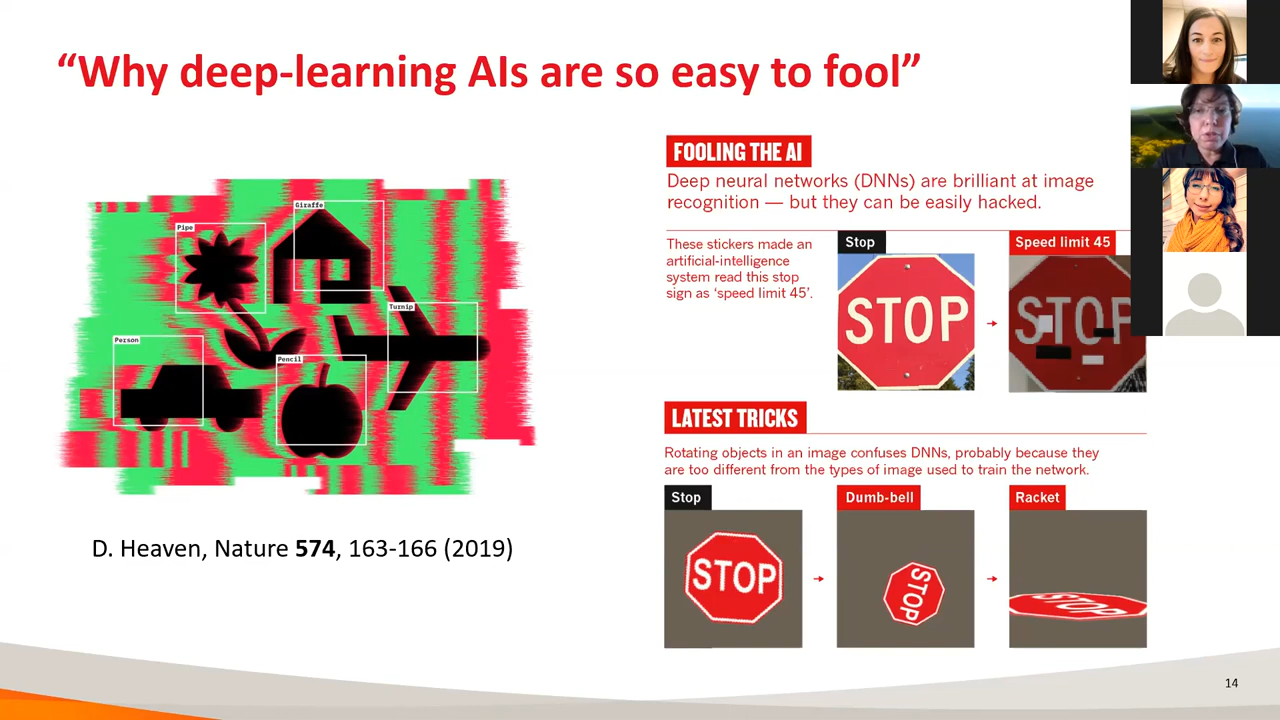 “Why deep-learning AIs are so easy to fool”
Giraffe
Pipe
Turnip
Person
Pencil
D. Heaven, Nature 574, 163-166 (2019)
FOOLING THE AI
Deep neural networks (DNNs) are brilliant at image
recognition — but they can be easily hacked.
These stickers made an
artificial-intelligence
system read this stop
sign as ‘speed limit 45’.
Stop
STOP
Speed limit 45
STOP
LATEST TRICKS
Rotating objects in an image confuses DNNs, probably because they
are too different from the types of image used to train the network.
Stop
STOP
Dumb-bell
STOP
Racket
STOP
14